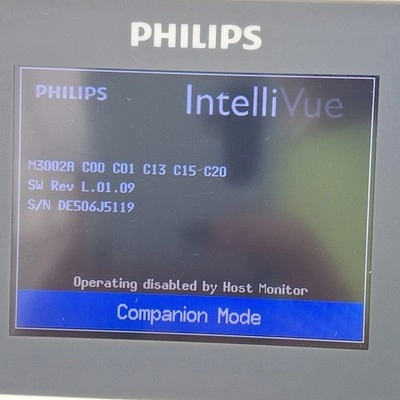 PHILIPS
PHILIPS IntelliVue
M3002A C00 C01 C13 C15 C20
SW Rev L.01.09
S/N DE506J5119
Operating disabled by Host Monitor
Companion Mode